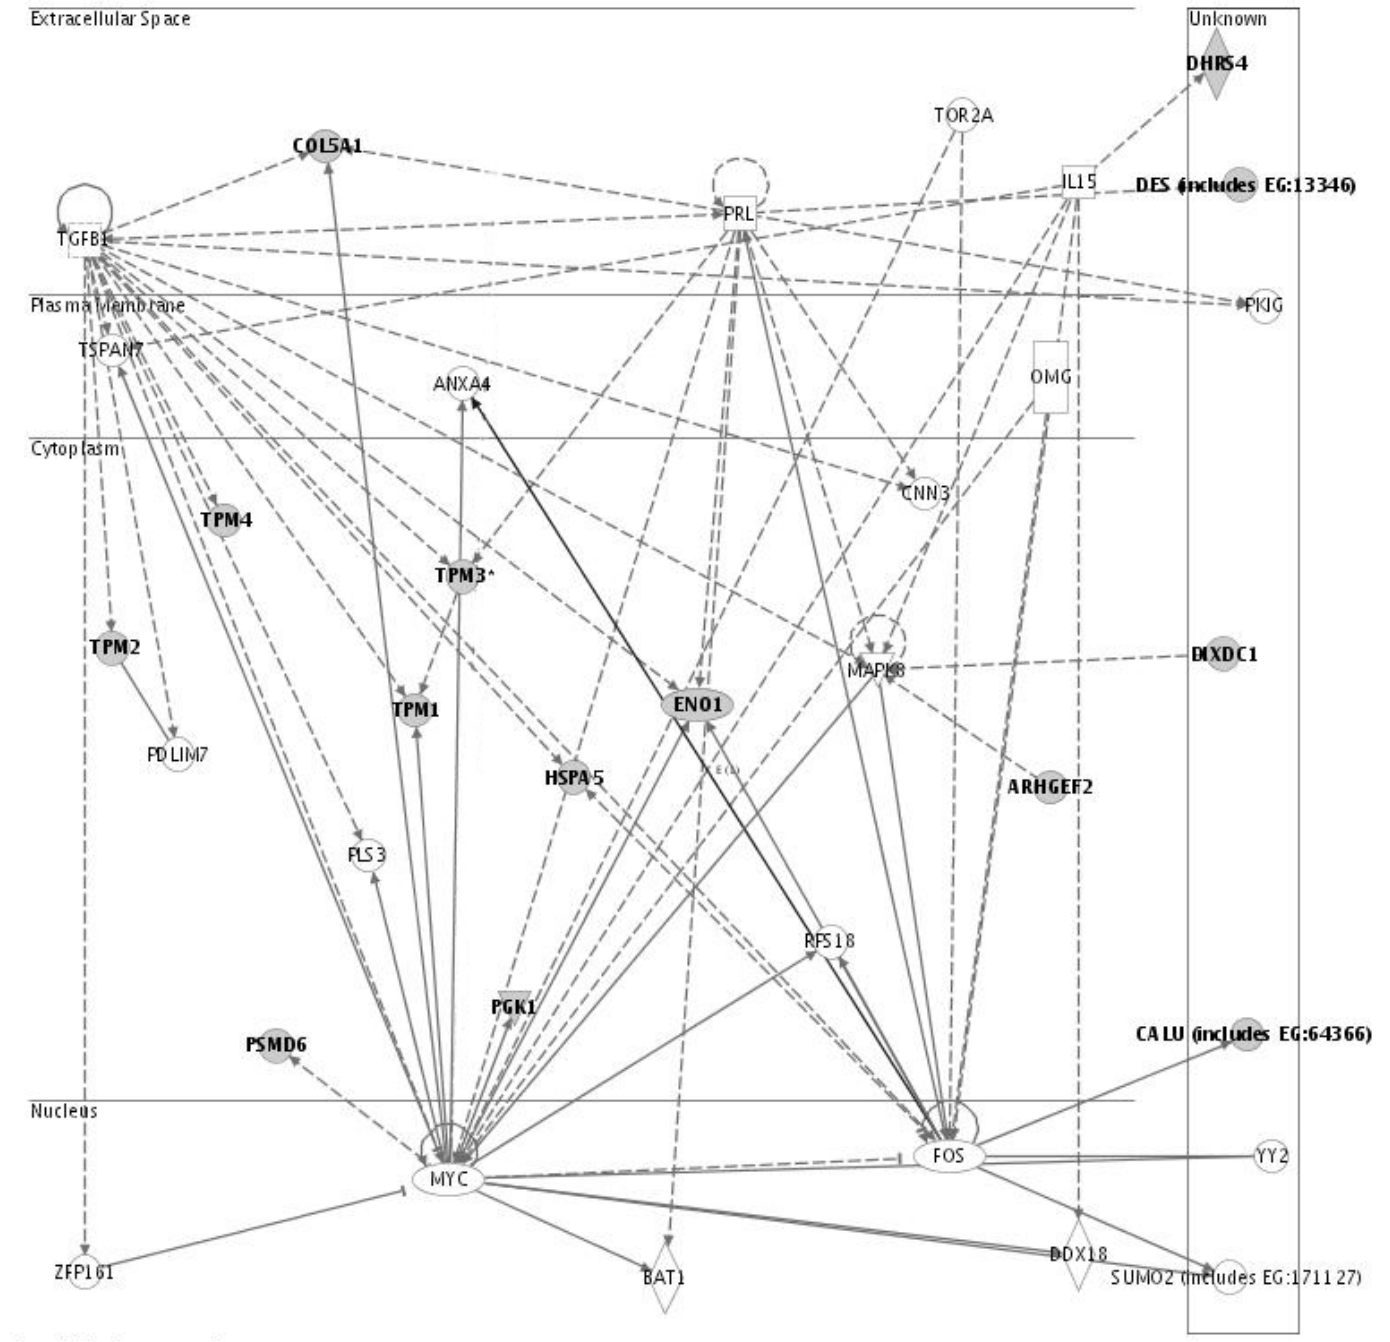 Extracellular Space
Unknown
DHRS4
TOR2A
COL5A1
IL15
DES (includes EG:13346)
PRL
TGFB1
Plasma Membrane
PKIG
TSPAN7
OMG
ANXA4
Cytoplasm
CNN3
TPM4
TPM3*
TPM2
DIXDC1
MAPK8
ENO1
TPM1
PDLIM7
HSPA5
ARHGEF2
PLS3
RPS18
PGK1
CALU (includes EG:64366)
PSMD6
Nucleus
FOS
YY2
MYC
DDX18
ZFP161
BAT1
SUMO2 (includes EG:171127)